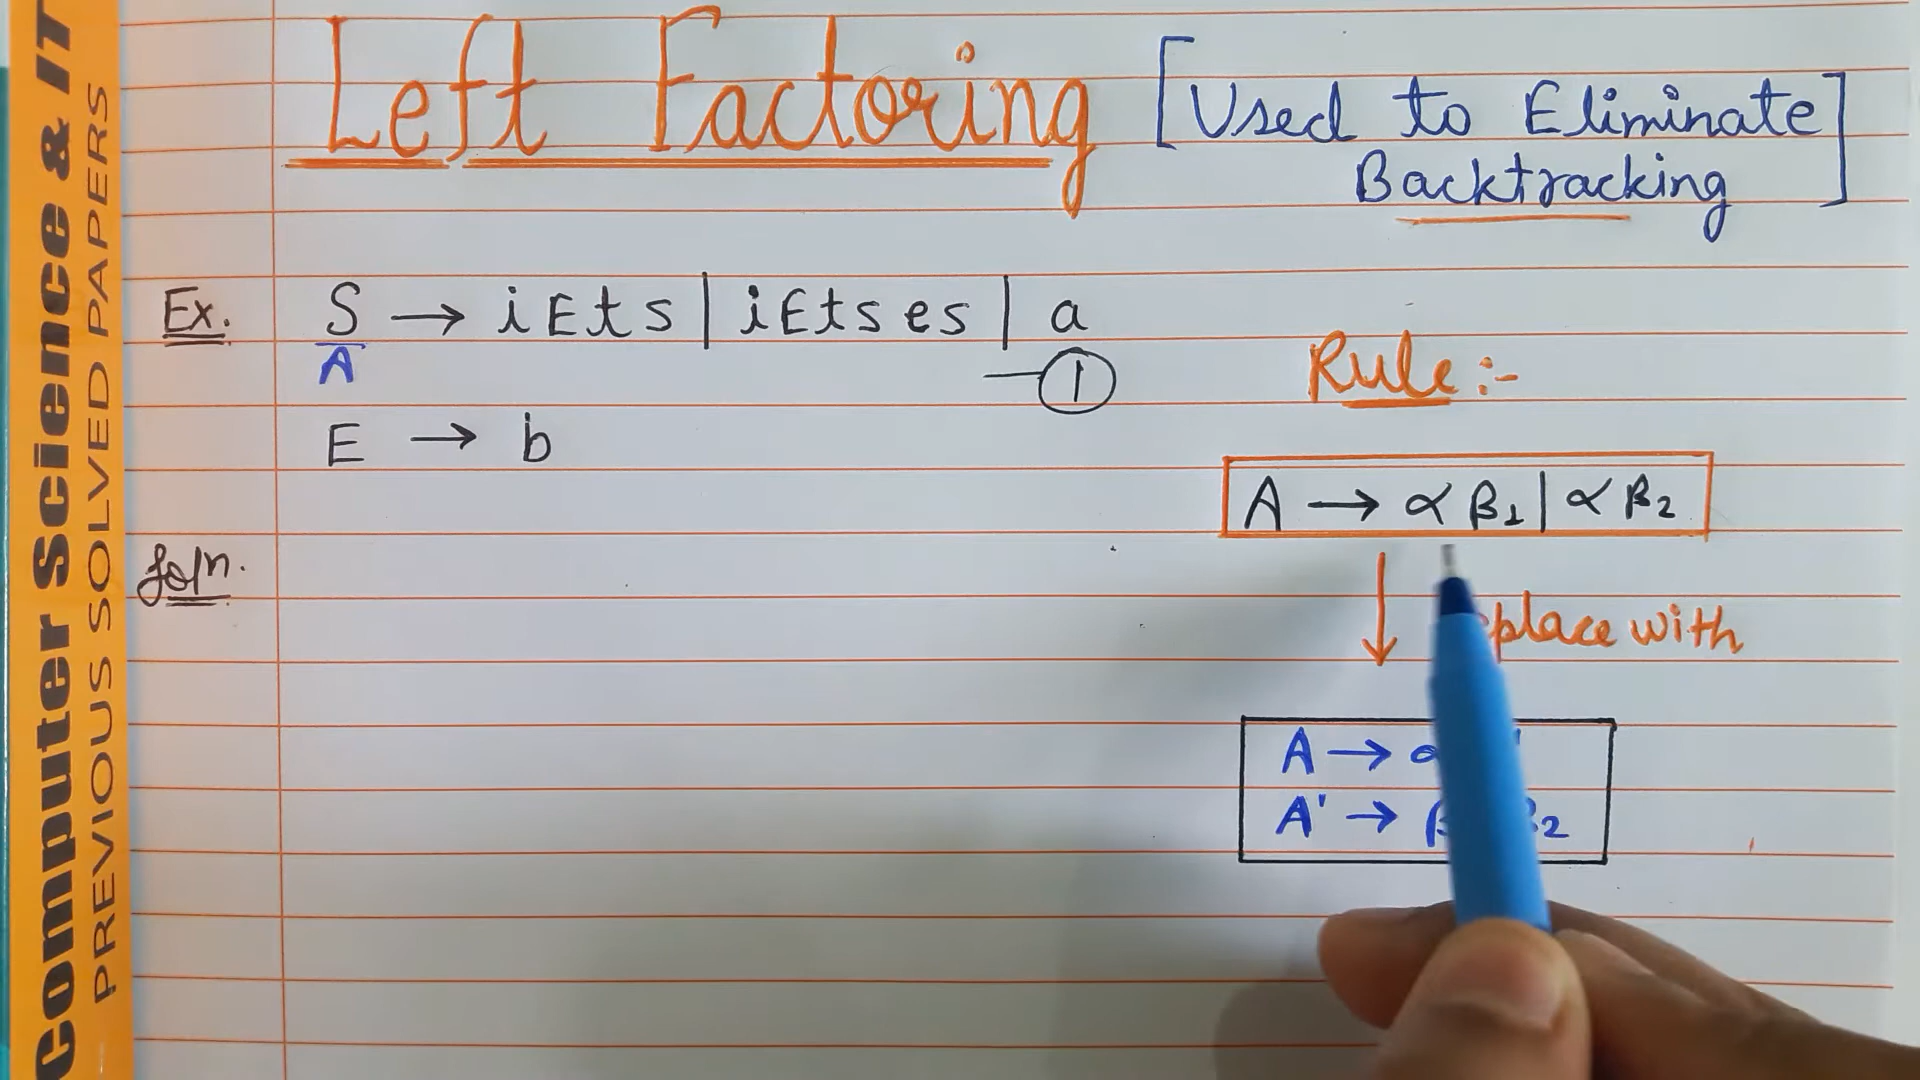 Computer Science & IT
PREVIOUS SOLVED PAPERS
Left Factoring [Used to Eliminate
Backtracking]
Ex. S → iEts | iEtses | a
A
— ①
E → b
Soln.
Rule :-
A → αβ₁ | αβ₂
↓ with
A →
A' → β₂